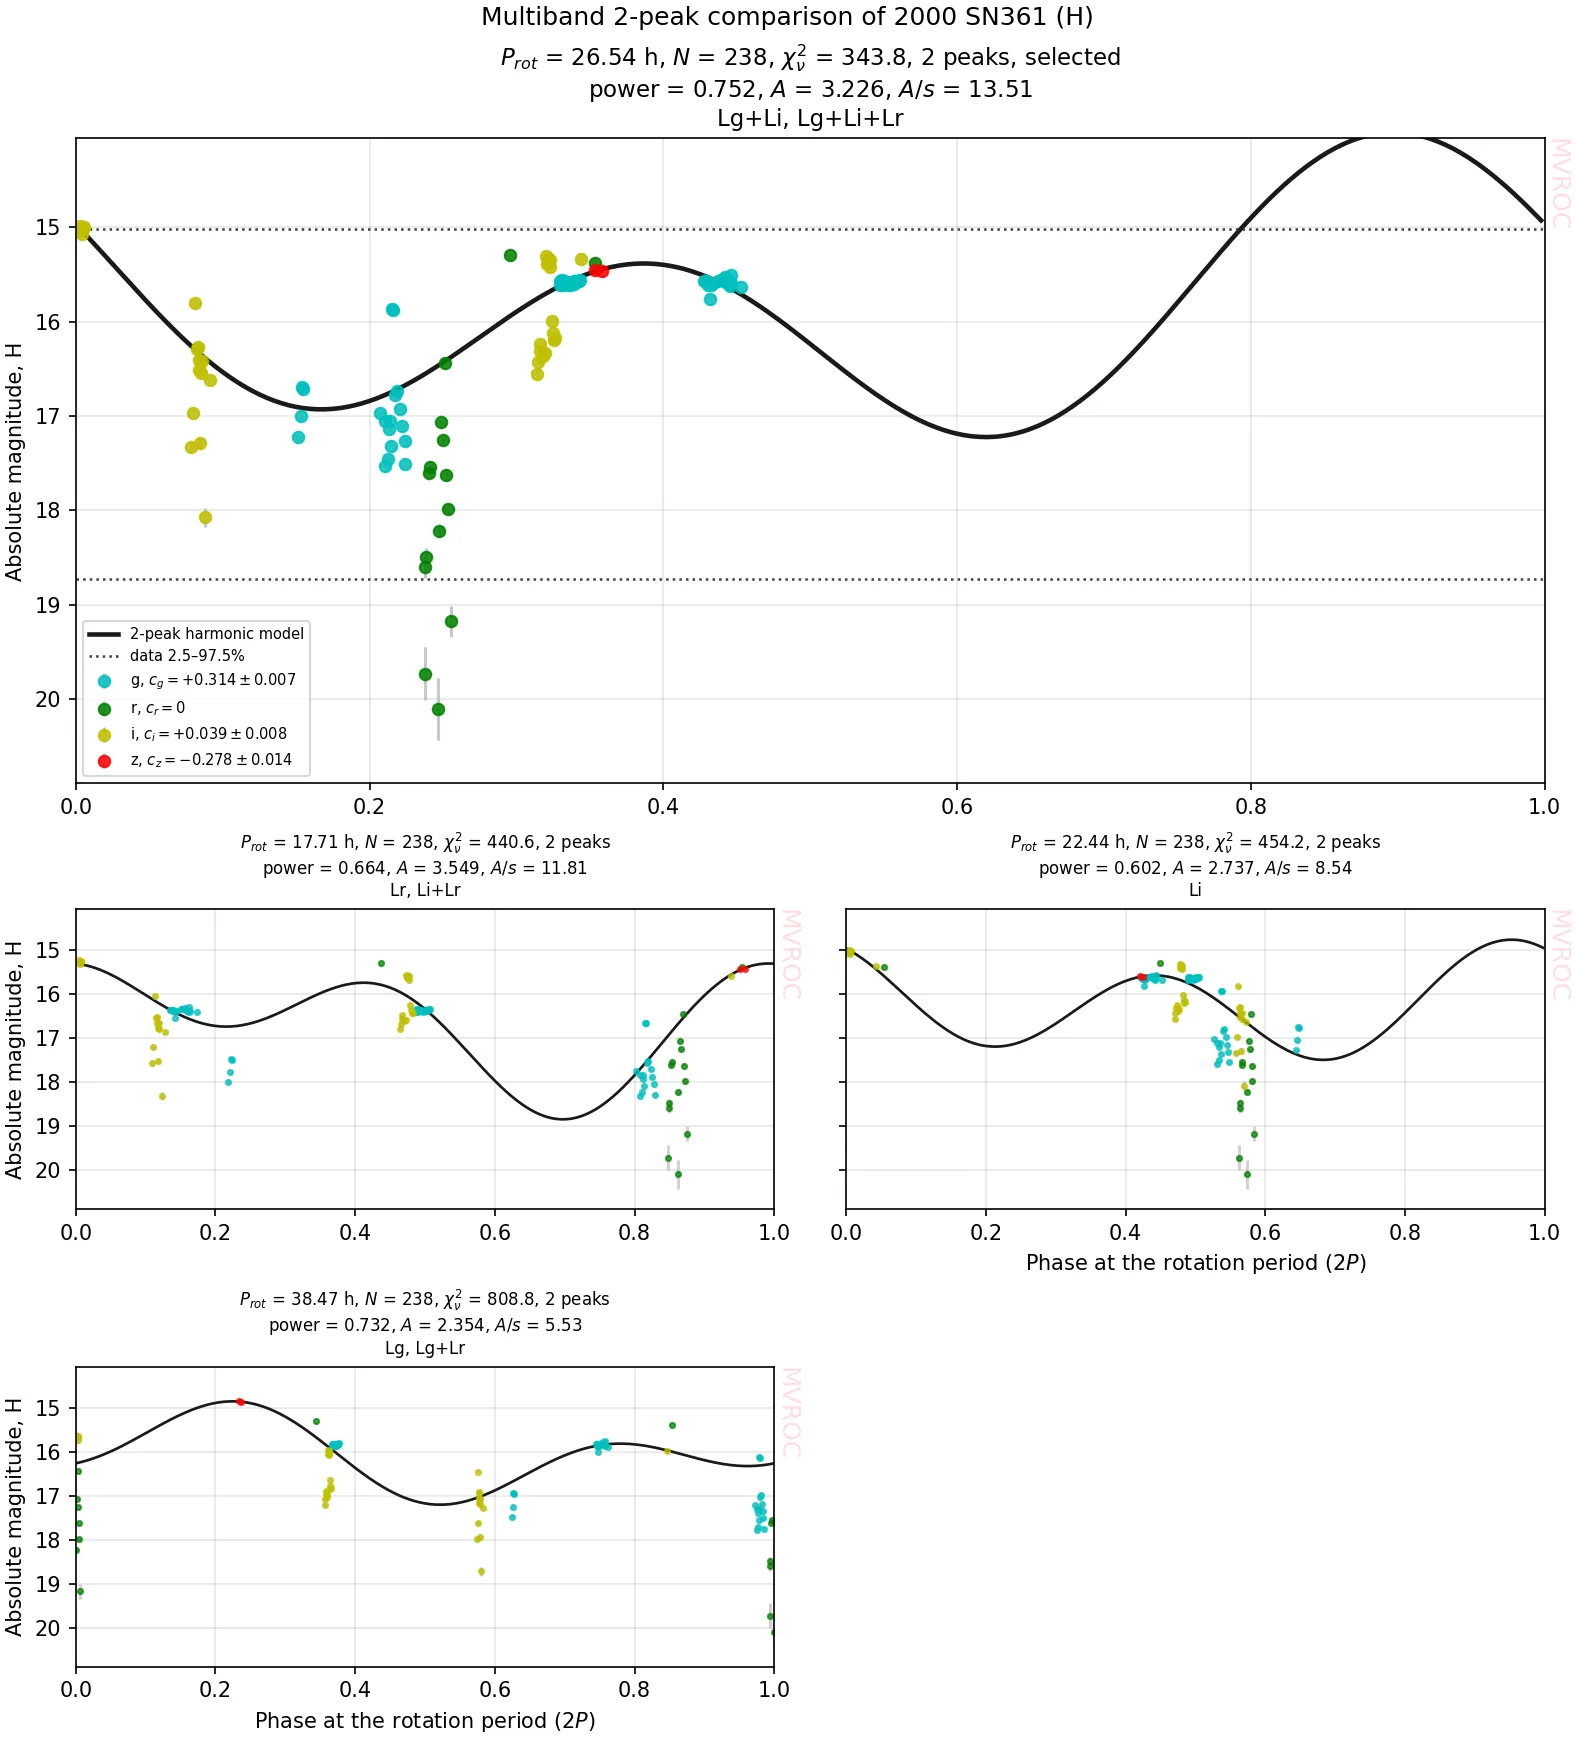 Multiband 2-peak comparison of 2000 SN361 (H)
P_rot = 26.54 h, N = 238, χ²_ν = 343.8, 2 peaks, selected
power = 0.752, A = 3.226, A/s = 13.51
Lg+Li, Lg+Li+Lr
MVROC
Absolute magnitude, H
15
16
17
18
19
20
2-peak harmonic model
data 2.5–97.5%
g, c_g = +0.314 ± 0.007
r, c_r = 0
i, c_i = +0.039 ± 0.008
z, c_z = −0.278 ± 0.014
0.0 0.2 0.4 0.6 0.8 1.0
P_rot = 17.71 h, N = 238, χ²_ν = 440.6, 2 peaks
power = 0.664, A = 3.549, A/s = 11.81
Lr, Li+Lr
MVROC
Absolute magnitude, H
15
16
17
18
19
20
0.0 0.2 0.4 0.6 0.8 1.0
P_rot = 22.44 h, N = 238, χ²_ν = 454.2, 2 peaks
power = 0.602, A = 2.737, A/s = 8.54
Li
MVROC
15
16
17
18
19
20
0.0 0.2 0.4 0.6 0.8 1.0
Phase at the rotation period (2P)
P_rot = 38.47 h, N = 238, χ²_ν = 808.8, 2 peaks
power = 0.732, A = 2.354, A/s = 5.53
Lg, Lg+Lr
MVROC
Absolute magnitude, H
15
16
17
18
19
20
0.0 0.2 0.4 0.6 0.8 1.0
Phase at the rotation period (2P)